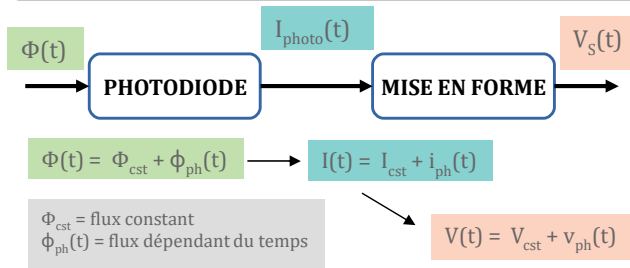 Φ(t)
I_photo(t)
V_S(t)
PHOTODIODE
MISE EN FORME
Φ(t) = Φ_cst + ϕ_ph(t)
I(t) = I_cst + i_ph(t)
Φ_cst = flux constant
ϕ_ph(t) = flux dépendant du temps
V(t) = V_cst + v_ph(t)